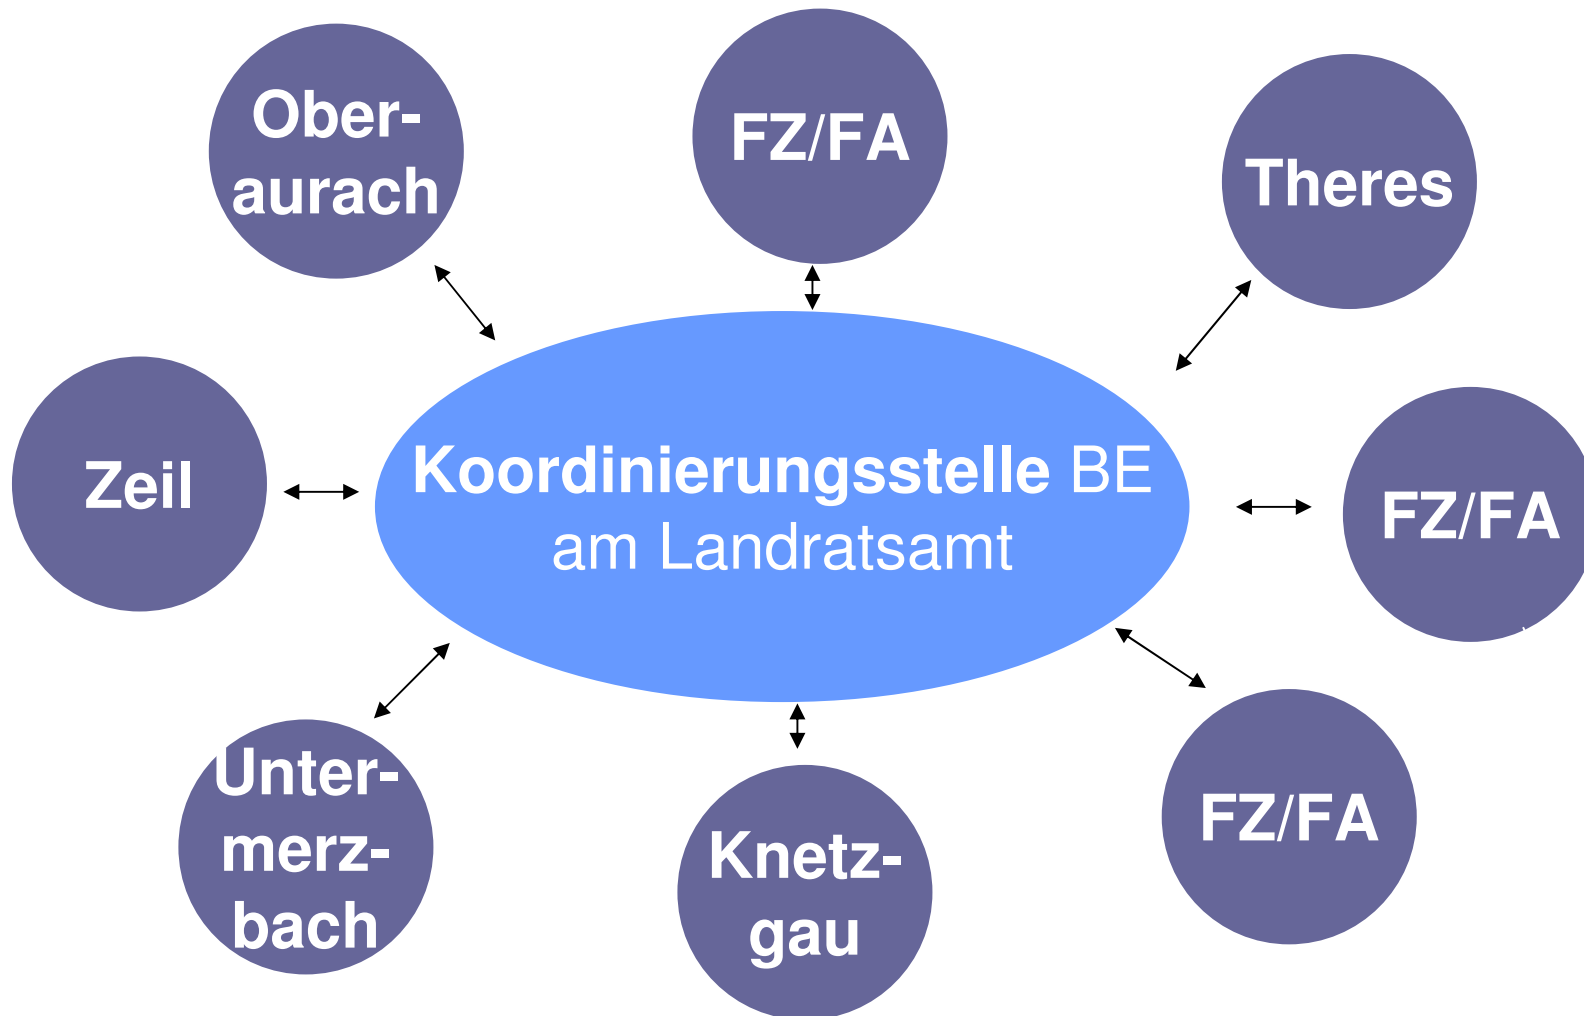 Ober-
aurach
FZ/FA
Theres
Zeil
Koordinierungsstelle BE
am Landratsamt
FZ/FA
Unter-
merz-
bach
Knetz-
gau
FZ/FA